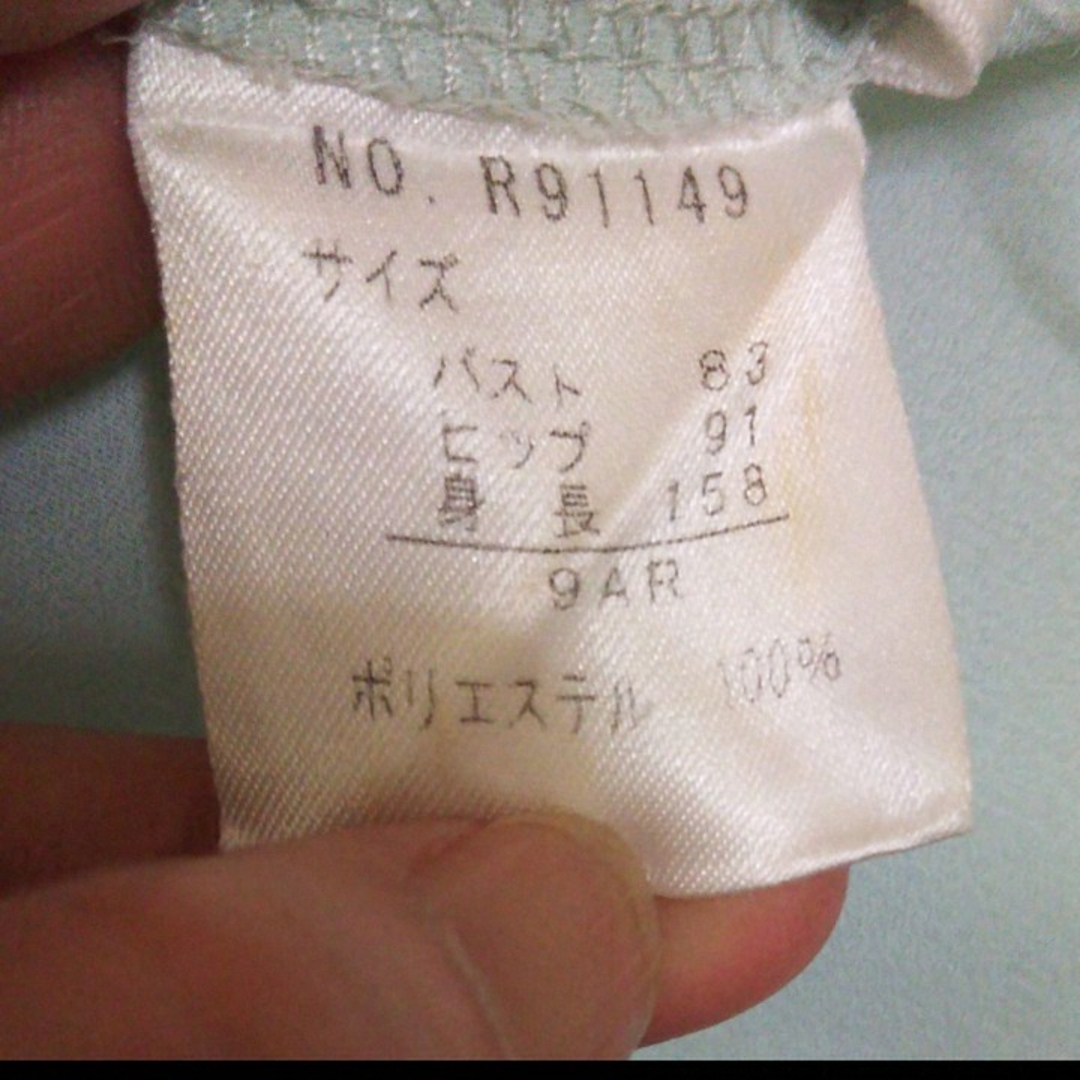 NO. R91149
サイズ
バスト 83
ヒップ 91
身長 158
9AR
ポリエステル 100%